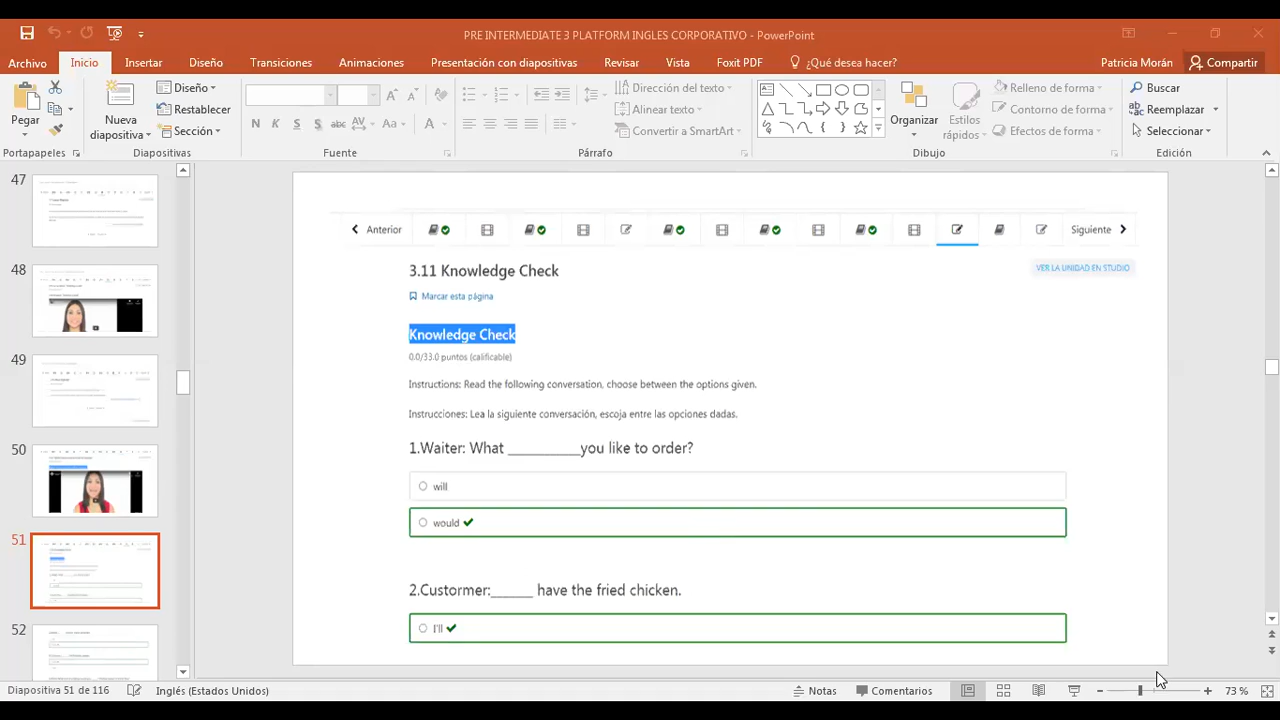 PRE INTERMEDIATE 3 PLATFORM INGLES CORPORATIVO - PowerPoint
Archivo Inicio Insertar Diseño Transiciones Animaciones Presentación con diapositivas Revisar Vista Foxit PDF ¿Qué desea hacer? Patricia Morán Compartir
Pegar
Nueva diapositiva
Diseño
Restablecer
Sección
N K S S abc AV Aa A
Dirección del texto
Alinear texto
Convertir a SmartArt
Organizar
Estilos rápidos
Relleno de forma
Contorno de forma
Efectos de forma
Buscar
Reemplazar
Seleccionar
Portapapeles Diapositivas Fuente Párrafo Dibujo Edición
47
48
49
50
51
52
Anterior Siguiente
3.11 Knowledge Check
VER LA UNIDAD EN STUDIO
Marcar esta página
Knowledge Check
0.0/33.0 puntos (calificable)
Instructions: Read the following conversation, choose between the options given.
Instrucciones: Lea la siguiente conversación, escoja entre las opciones dadas.
1.Waiter: What __________you like to order?
will
would
2.Custormer:______ have the fried chicken.
I'll
Diapositiva 51 de 116 Inglés (Estados Unidos) Notas Comentarios 73 %